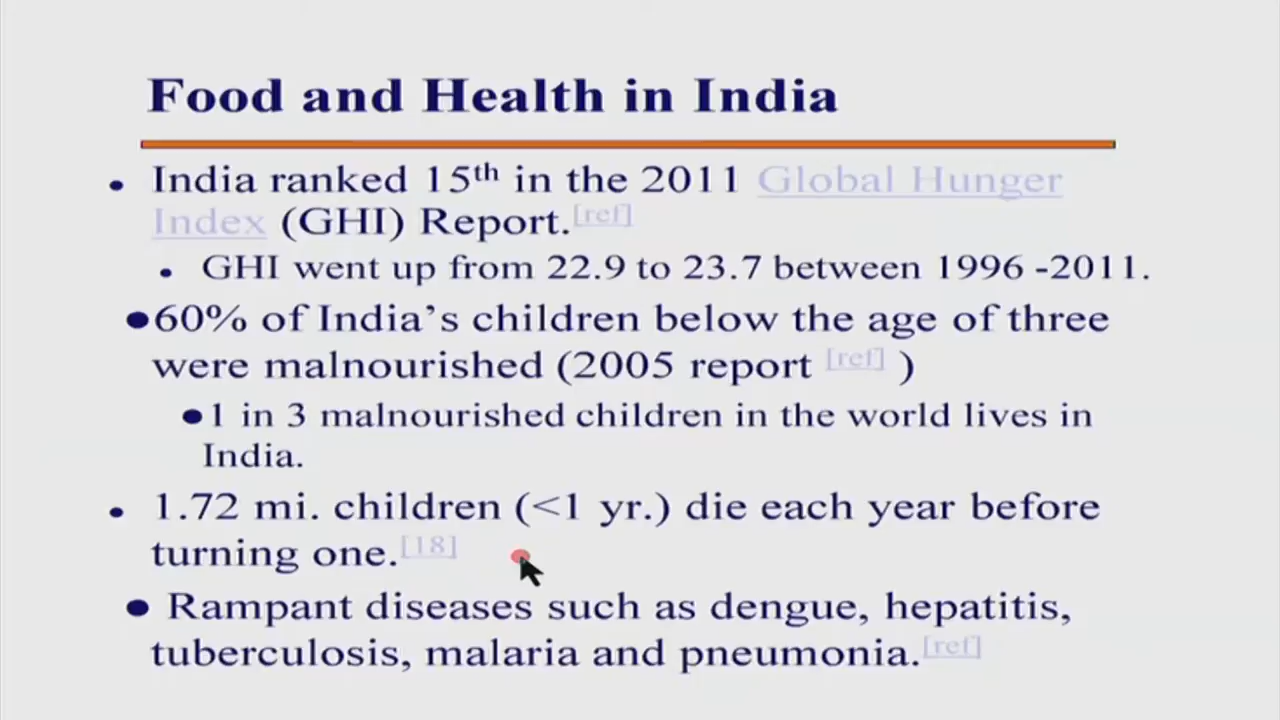 Food and Health in India
• India ranked 15th in the 2011 Global Hunger
Index (GHI) Report.[ref]
• GHI went up from 22.9 to 23.7 between 1996 -2011.
•60% of India’s children below the age of three
were malnourished (2005 report [ref] )
•1 in 3 malnourished children in the world lives in
India.
• 1.72 mi. children (<1 yr.) die each year before
turning one.[18]
• Rampant diseases such as dengue, hepatitis,
tuberculosis, malaria and pneumonia.[ref]